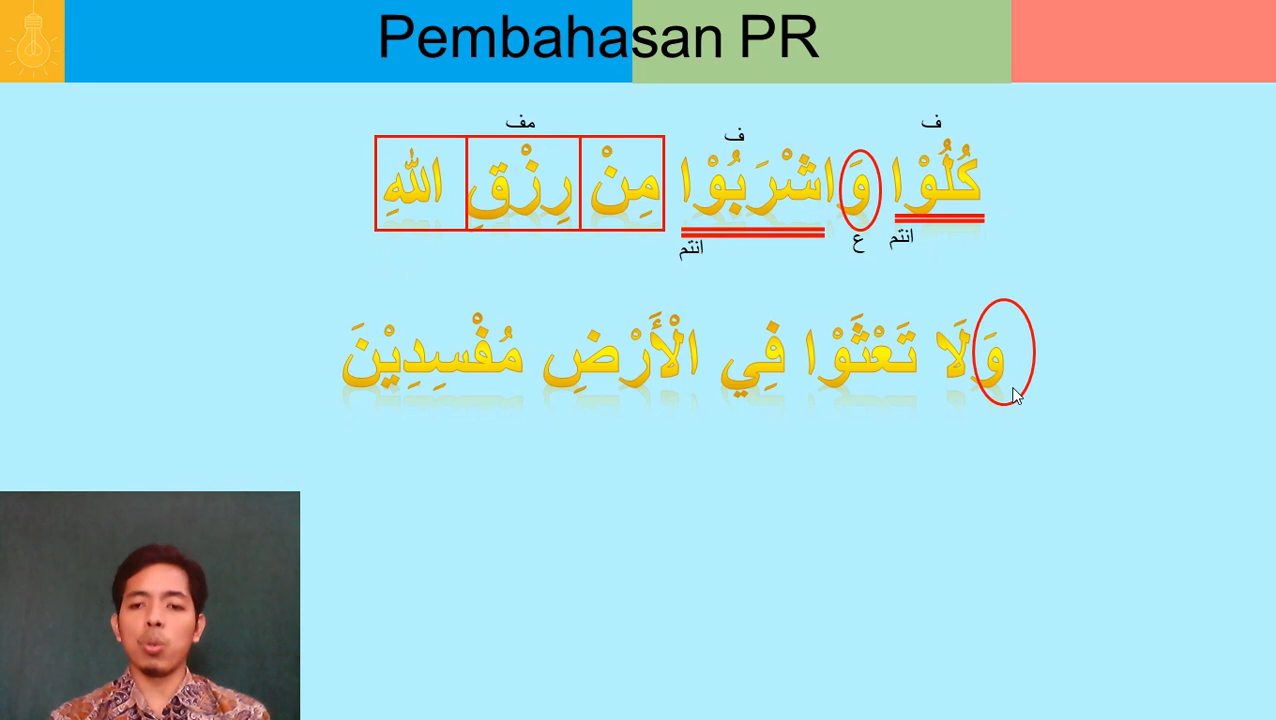 Pembahasan PR
ف ف مف
كُلُوْا وَاشْرَبُوْا مِنْ رِزْقِ اللهِ
انتم ع انتم
وَلَا تَعْثَوْا فِي الْأَرْضِ مُفْسِدِيْنَ